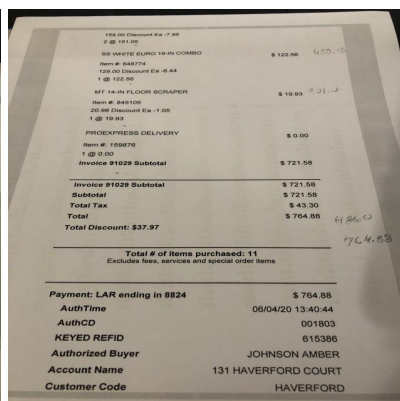 159.00 Discount Ea -7.95
2 @ 151.05
SS WHITE EURO 19-IN COMBO $ 122.56
Item #: 648774
129.00 Discount Ea -6.44
1 @ 122.56
MT 14-IN FLOOR SCRAPER $ 19.93
Item #: 845105
20.98 Discount Ea -1.05
1 @ 19.93
PROEXPRESS DELIVERY $ 0.00
Item #: 159876
1 @ 0.00
Invoice 91029 Subtotal $ 721.58
Invoice 91029 Subtotal $ 721.58
Subtotal $ 721.58
Total Tax $ 43.30
Total $ 764.88
Total Discount: $37.97
764.88
Total # of items purchased: 11
Excludes fees, services and special order items
Payment: LAR ending in 8824 $ 764.88
AuthTime 06/04/20 13:40:44
AuthCD 001803
KEYED REFID 615386
Authorized Buyer JOHNSON AMBER
Account Name 131 HAVERFORD COURT
Customer Code HAVERFORD